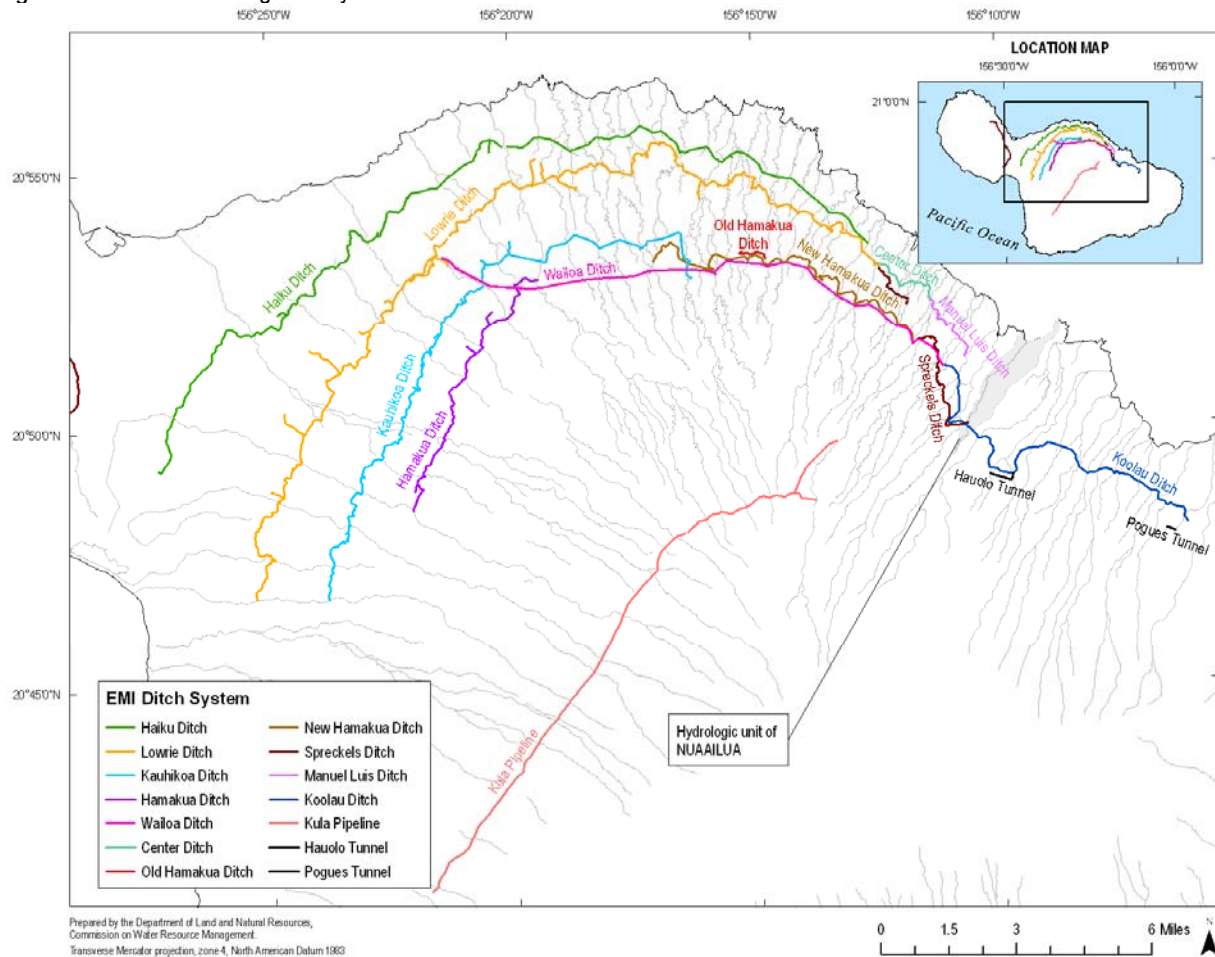 156°25'0"W
156°20'0"W
156°15'0"W
156°10'0"W
LOCATION MAP
156°30'0"W
156°0'0"W
21°0'0"N
Pacific Ocean
20°55'0"N
20°50'0"N
20°45'0"N
Haiku Ditch
Lowrie Ditch
Kauhikoa Ditch
Hamakua Ditch
Wailoa Ditch
Old Hamakua
Ditch
New Hamakua Ditch
Center Ditch
Manuel Luis Ditch
Spreckels Ditch
Koolau Ditch
Hauolo Tunnel
Pogues Tunnel
Kula Pipeline
Hydrologic unit of
NUAAILUA
EMI Ditch System
Haiku Ditch
Lowrie Ditch
Kauhikoa Ditch
Hamakua Ditch
Wailoa Ditch
Center Ditch
Old Hamakua Ditch
New Hamakua Ditch
Spreckels Ditch
Manuel Luis Ditch
Koolau Ditch
Kula Pipeline
Hauolo Tunnel
Pogues Tunnel
Prepared by the Department of Land and Natural Resources,
Commission on Water Resource Management.
Transverse Mercator projection, zone 4, North American Datum 1983
0 1.5 3 6 Miles
N